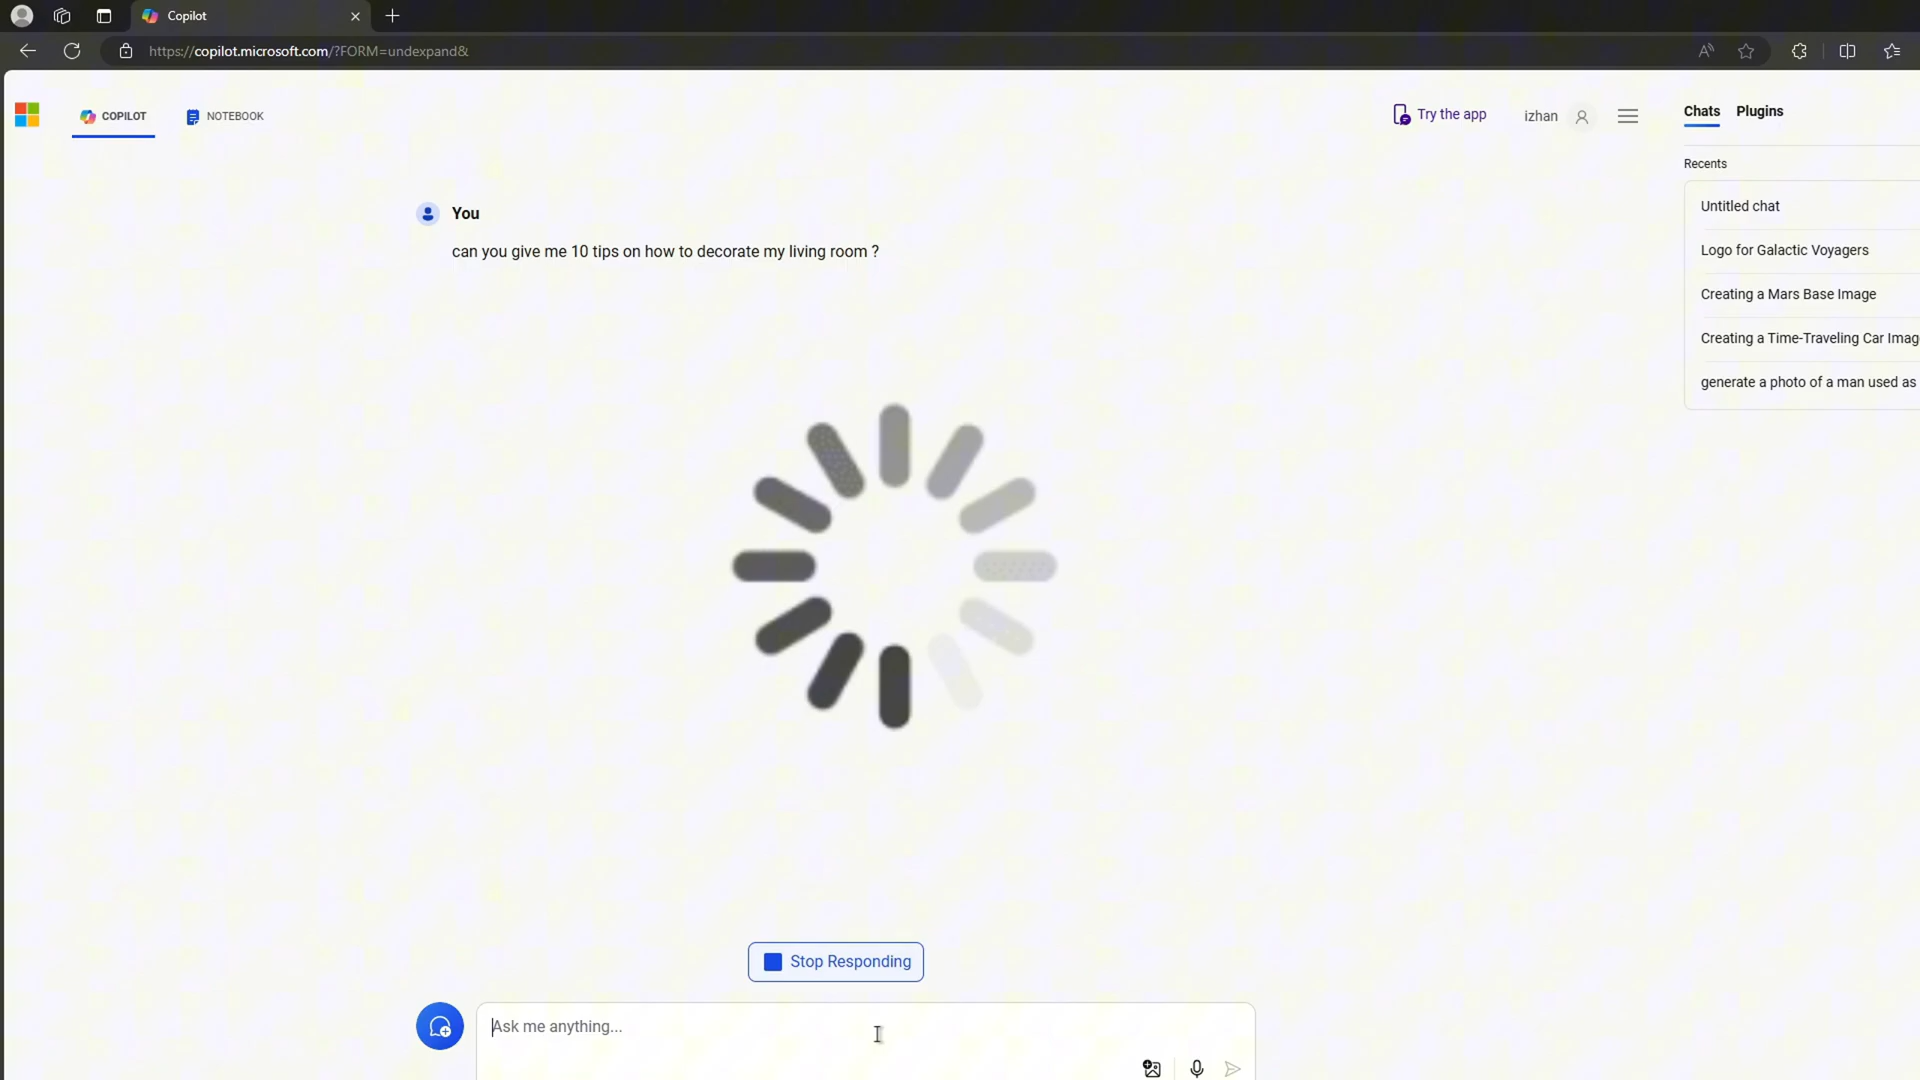 Copilot
https://copilot.microsoft.com/?FORM=undexpand&
COPILOT
NOTEBOOK
Try the app
izhan
Chats
Plugins
Recents
You
can you give me 10 tips on how to decorate my living room ?
Untitled chat
Logo for Galactic Voyagers
Creating a Mars Base Image
Creating a Time-Traveling Car Imag
generate a photo of a man used as
Stop Responding
Ask me anything...